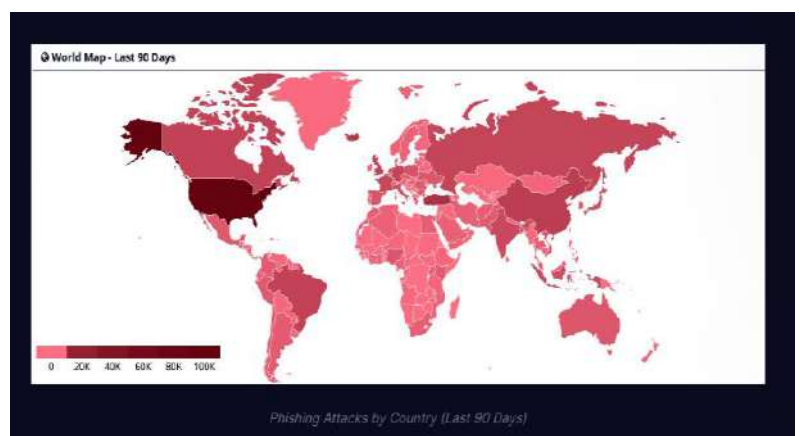 World Map - Last 90 Days
0 20K 40K 60K 80K 100K
Phishing Attacks by Country (Last 90 Days)